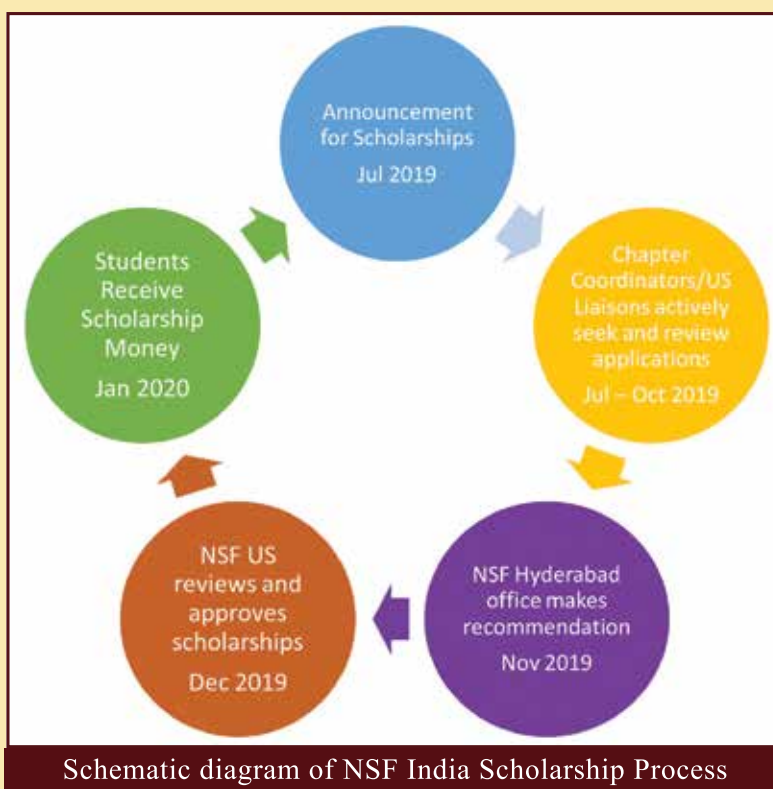 Announcement
for Scholarships
Jul 2019
Chapter
Coordinators/US
Liaisons actively
seek and review
applications
Jul – Oct 2019
NSF Hyderabad
office makes
recommendation
Nov 2019
NSF US
reviews and
approves
scholarships
Dec 2019
Students
Receive
Scholarship
Money
Jan 2020
Schematic diagram of NSF India Scholarship Process